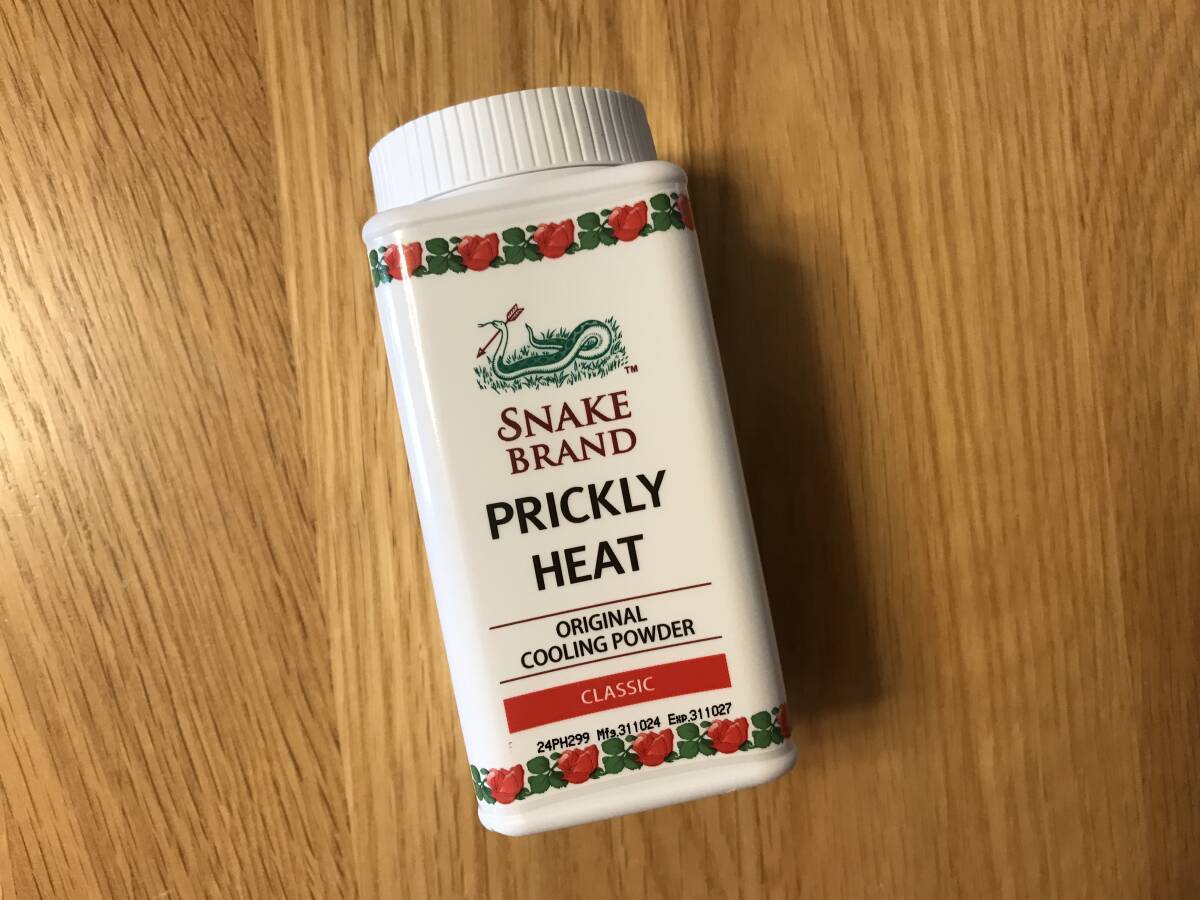 ™
SNAKE
BRAND
PRICKLY
HEAT
ORIGINAL
COOLING POWDER
CLASSIC
24PH299 Mfg.311024 Exp.311027